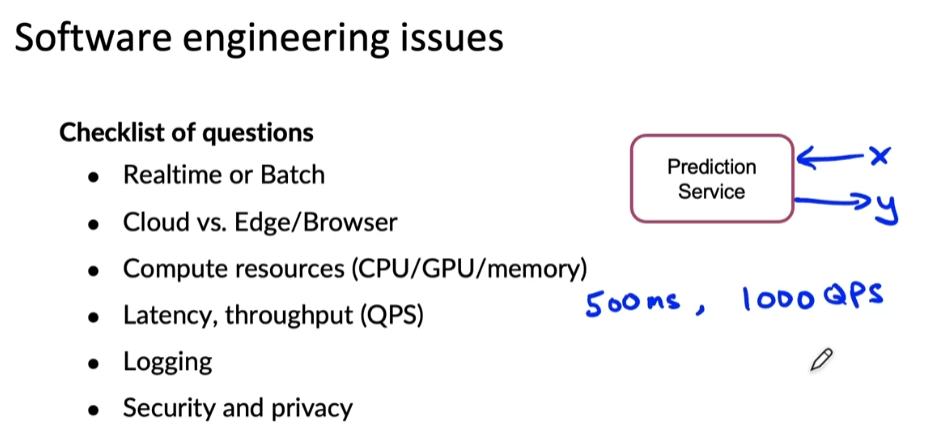 Software engineering issues
Checklist of questions
• Realtime or Batch
• Cloud vs. Edge/Browser
• Compute resources (CPU/GPU/memory)
• Latency, throughput (QPS)
• Logging
• Security and privacy
Prediction
Service
x
y
500ms, 1000 QPS